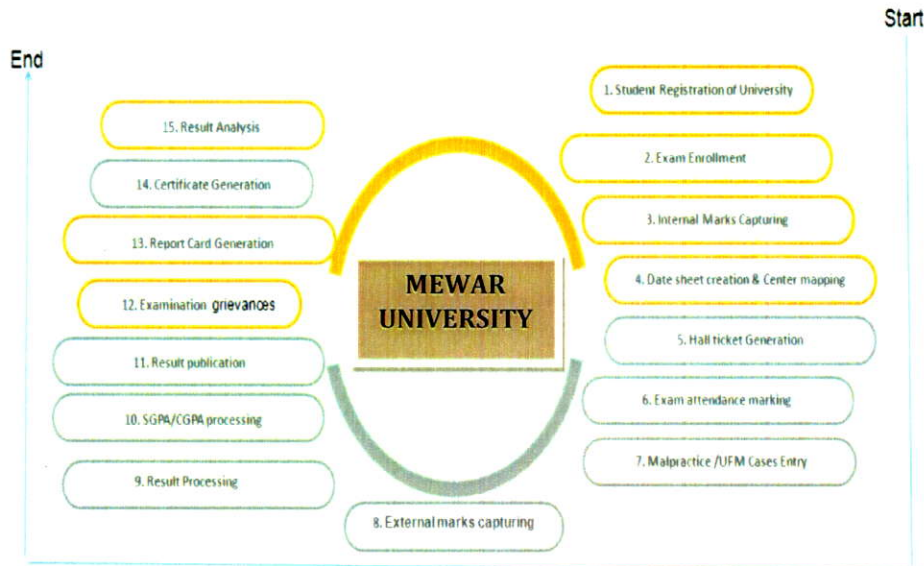 Start
End
1. Student Registration of University
2. Exam Enrollment
3. Internal Marks Capturing
4. Date sheet creation & Center mapping
5. Hall ticket Generation
6. Exam attendance marking
7. Malpractice /UFM Cases Entry
8. External marks capturing
9. Result Processing
10. SGPA/CGPA processing
11. Result publication
12. Examination grievances
13. Report Card Generation
14. Certificate Generation
15. Result Analysis
MEWAR
UNIVERSITY